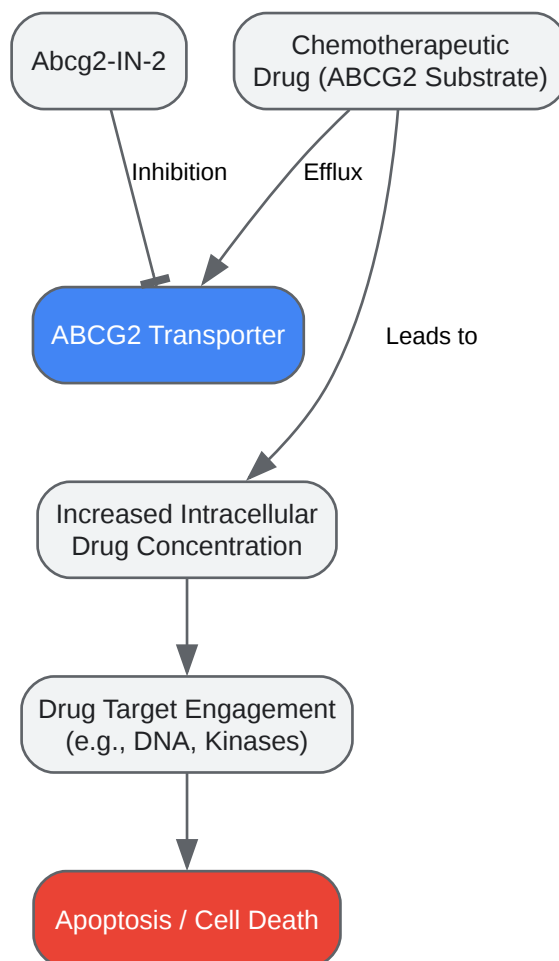 Abcg2-IN-2
Chemotherapeutic
Drug (ABCG2 Substrate)
Inhibition
Efflux
ABCG2 Transporter
Leads to
Increased Intracellular
Drug Concentration
Drug Target Engagement
(e.g., DNA, Kinases)
Apoptosis / Cell Death